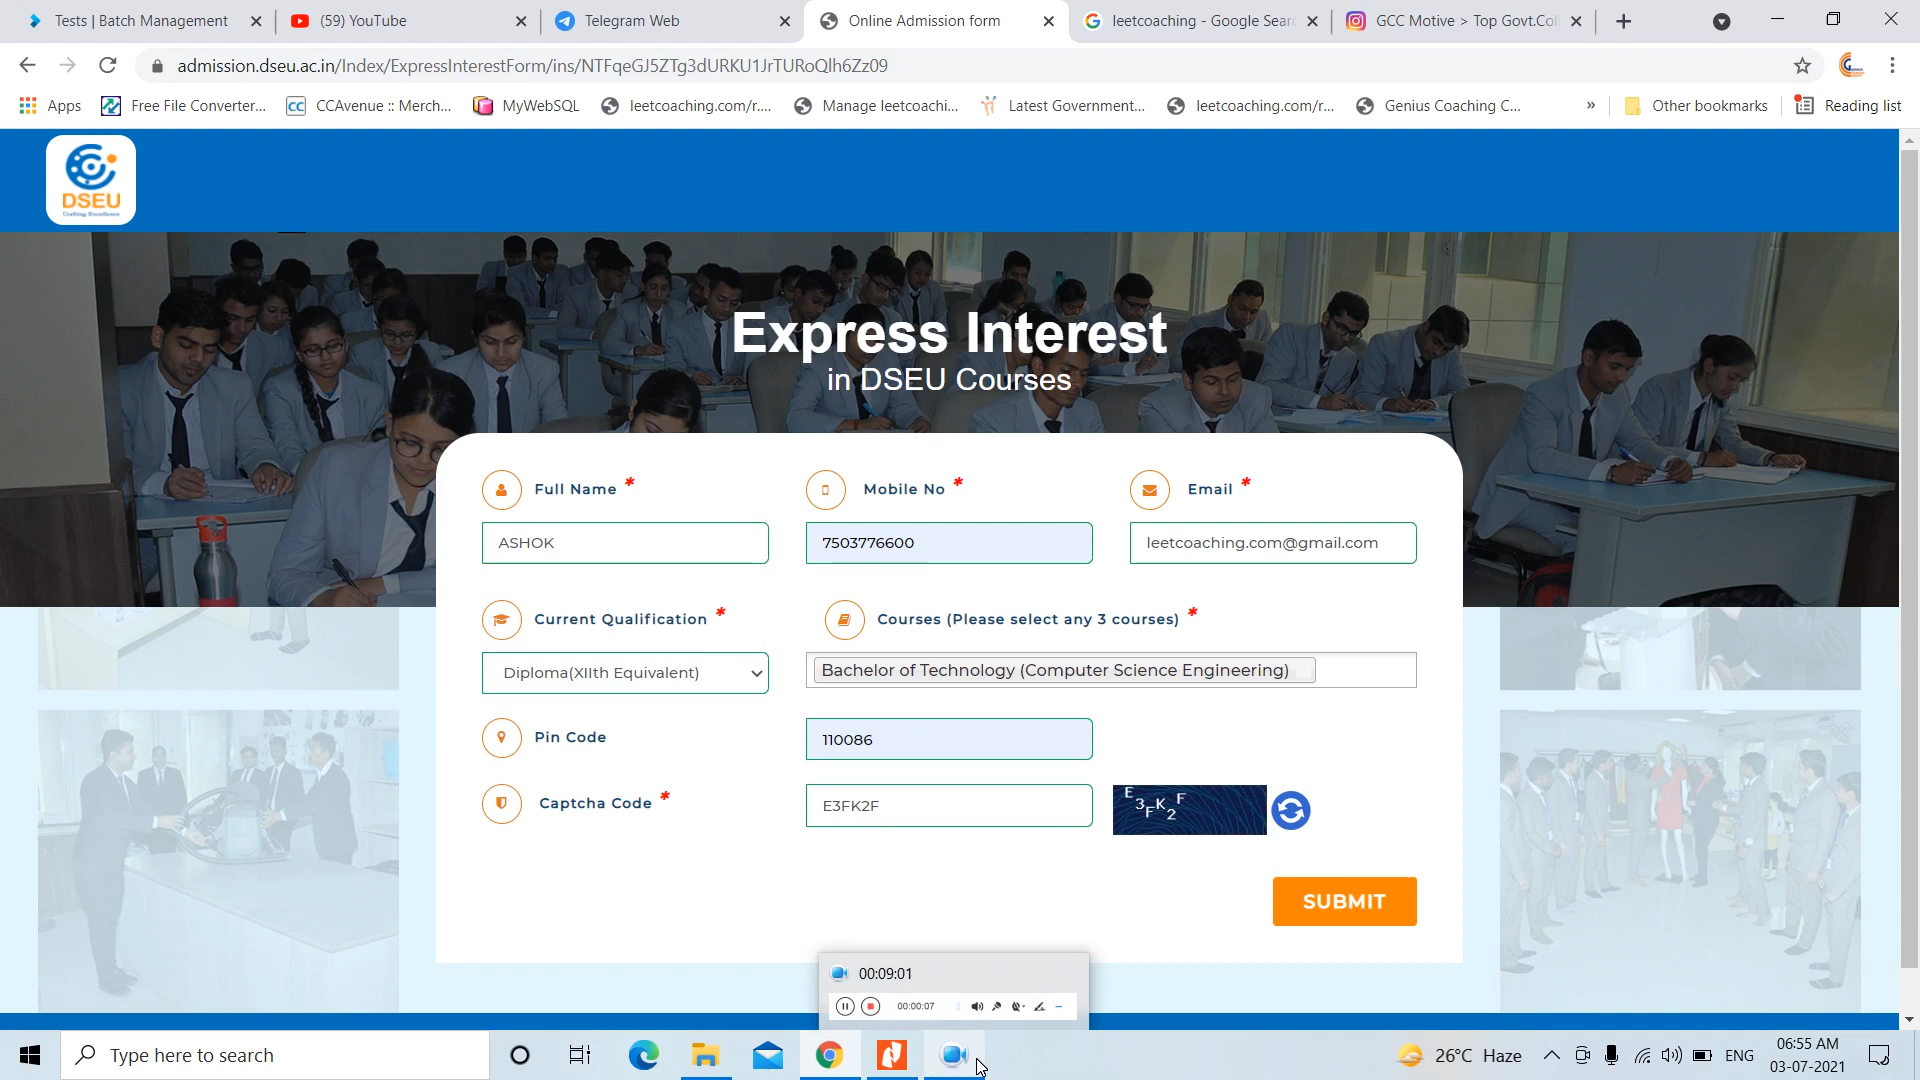 Tests | Batch Management
(59) YouTube
Telegram Web
Online Admission form
leetcoaching - Google Sear
GCC Motive > Top Govt.Col
admission.dseu.ac.in/Index/ExpressInterestForm/ins/NTFqeGJ5ZTg3dURKU1JrTURoQlh6Zz09
Apps
Free File Converter...
CCAvenue :: Merch...
MyWebSQL
leetcoaching.com/r....
Manage leetcoachi...
Latest Government...
leetcoaching.com/r...
Genius Coaching C...
»
Other bookmarks
Reading list
DSEU
Crafting Excellence
Express Interest
in DSEU Courses
Full Name *
Mobile No *
Email *
ASHOK
7503776600
leetcoaching.com@gmail.com
Current Qualification *
Courses (Please select any 3 courses) *
Diploma(XIIth Equivalent)
Bachelor of Technology (Computer Science Engineering)
Pin Code
110086
Captcha Code *
E3FK2F
E3FK2F
SUBMIT
00:09:01
00:00:07
Type here to search
26°C Haze
ENG
06:55 AM
03-07-2021